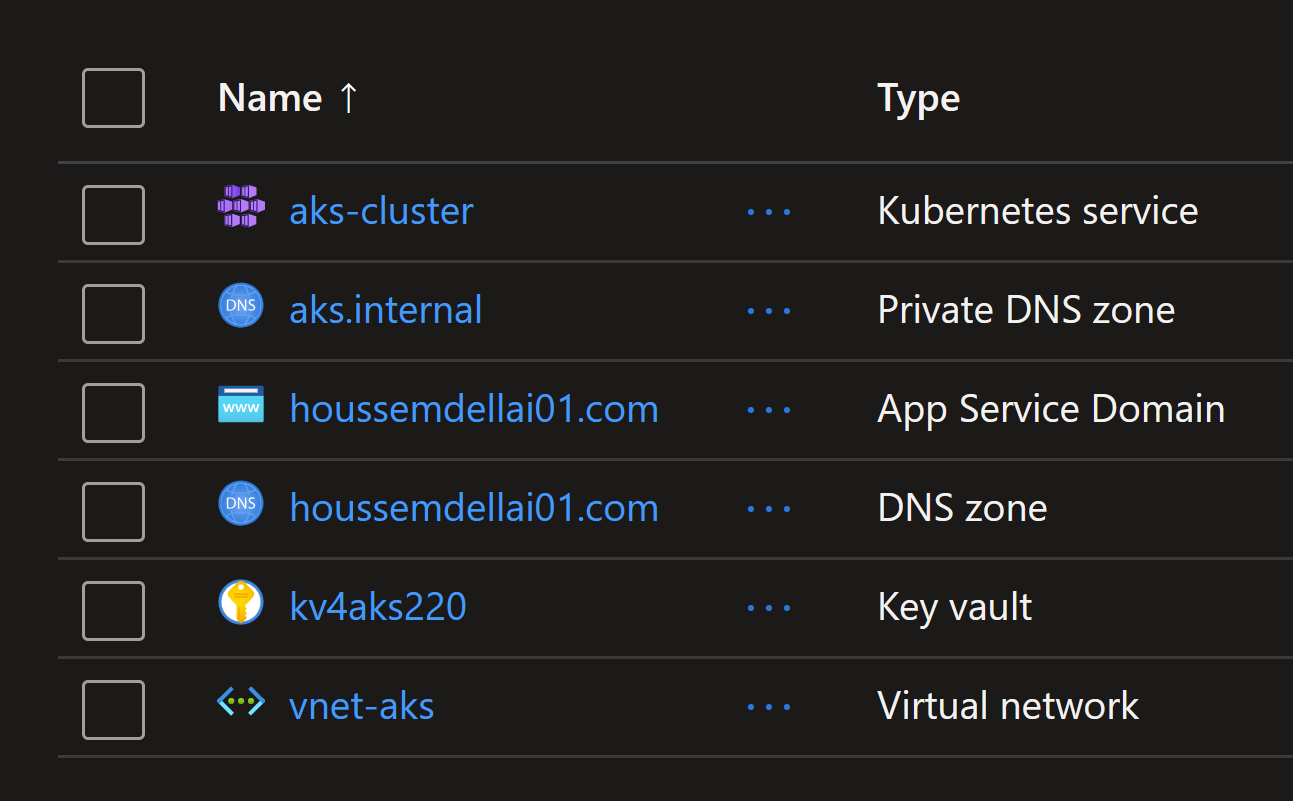 Name ↑ Type
aks-cluster ... Kubernetes service
DNS aks.internal ... Private DNS zone
www houssemdellai01.com ... App Service Domain
DNS houssemdellai01.com ... DNS zone
kv4aks220 ... Key vault
vnet-aks ... Virtual network